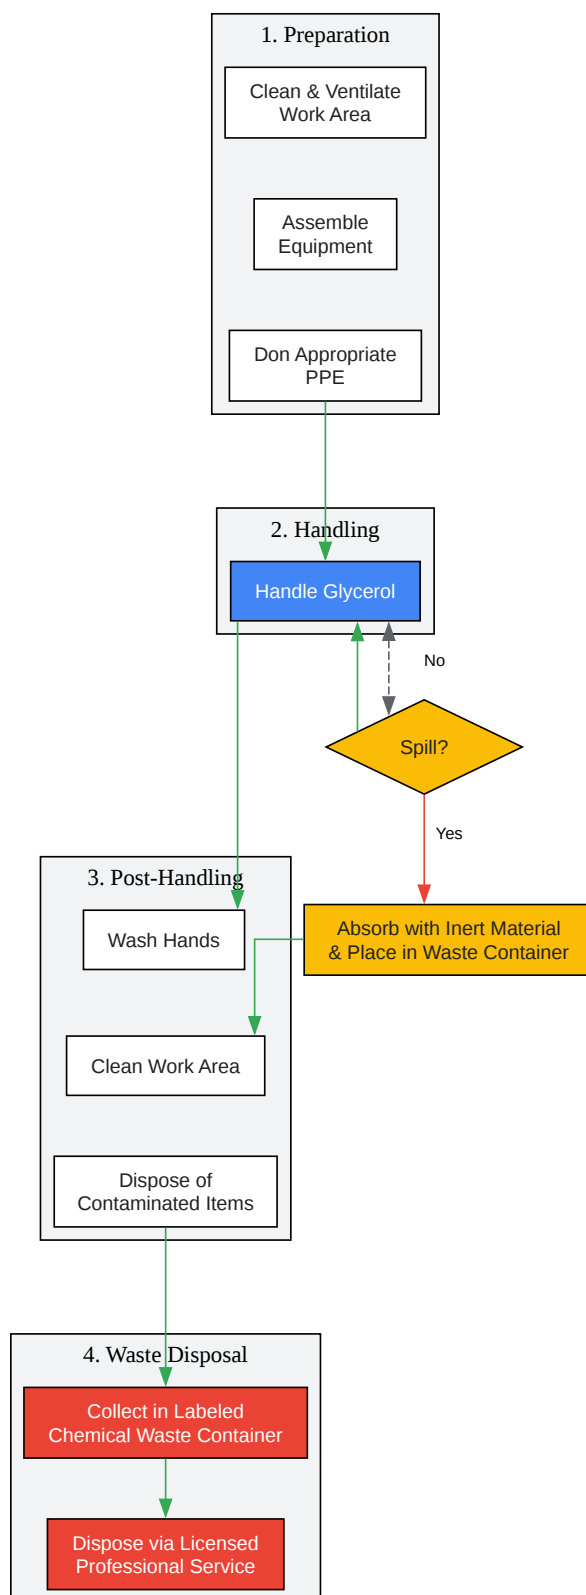 1. Preparation
Clean & Ventilate
Work Area
Assemble
Equipment
Don Appropriate
PPE
2. Handling
Handle Glycerol
No
Spill?
Yes
3. Post-Handling
Wash Hands
Absorb with Inert Material
& Place in Waste Container
Clean Work Area
Dispose of
Contaminated Items
4. Waste Disposal
Collect in Labeled
Chemical Waste Container
Dispose via Licensed
Professional Service